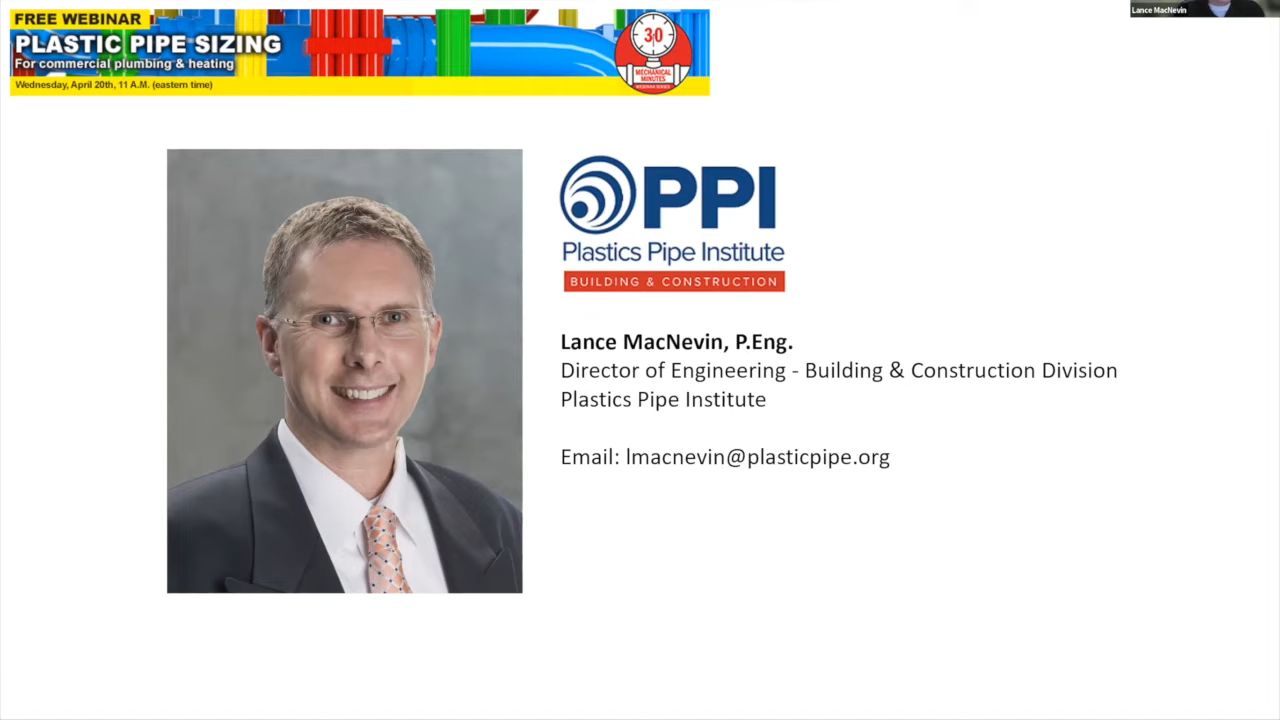 FREE WEBINAR
PLASTIC PIPE SIZING
For commercial plumbing & heating
Wednesday, April 20th, 11 A.M. (eastern time)
30
MECHANICAL
MINUTES
WEBINAR SERIES
Lance MacNevin
PPI
Plastics Pipe Institute
BUILDING & CONSTRUCTION
Lance MacNevin, P.Eng.
Director of Engineering - Building & Construction Division
Plastics Pipe Institute
Email: lmacnevin@plasticpipe.org